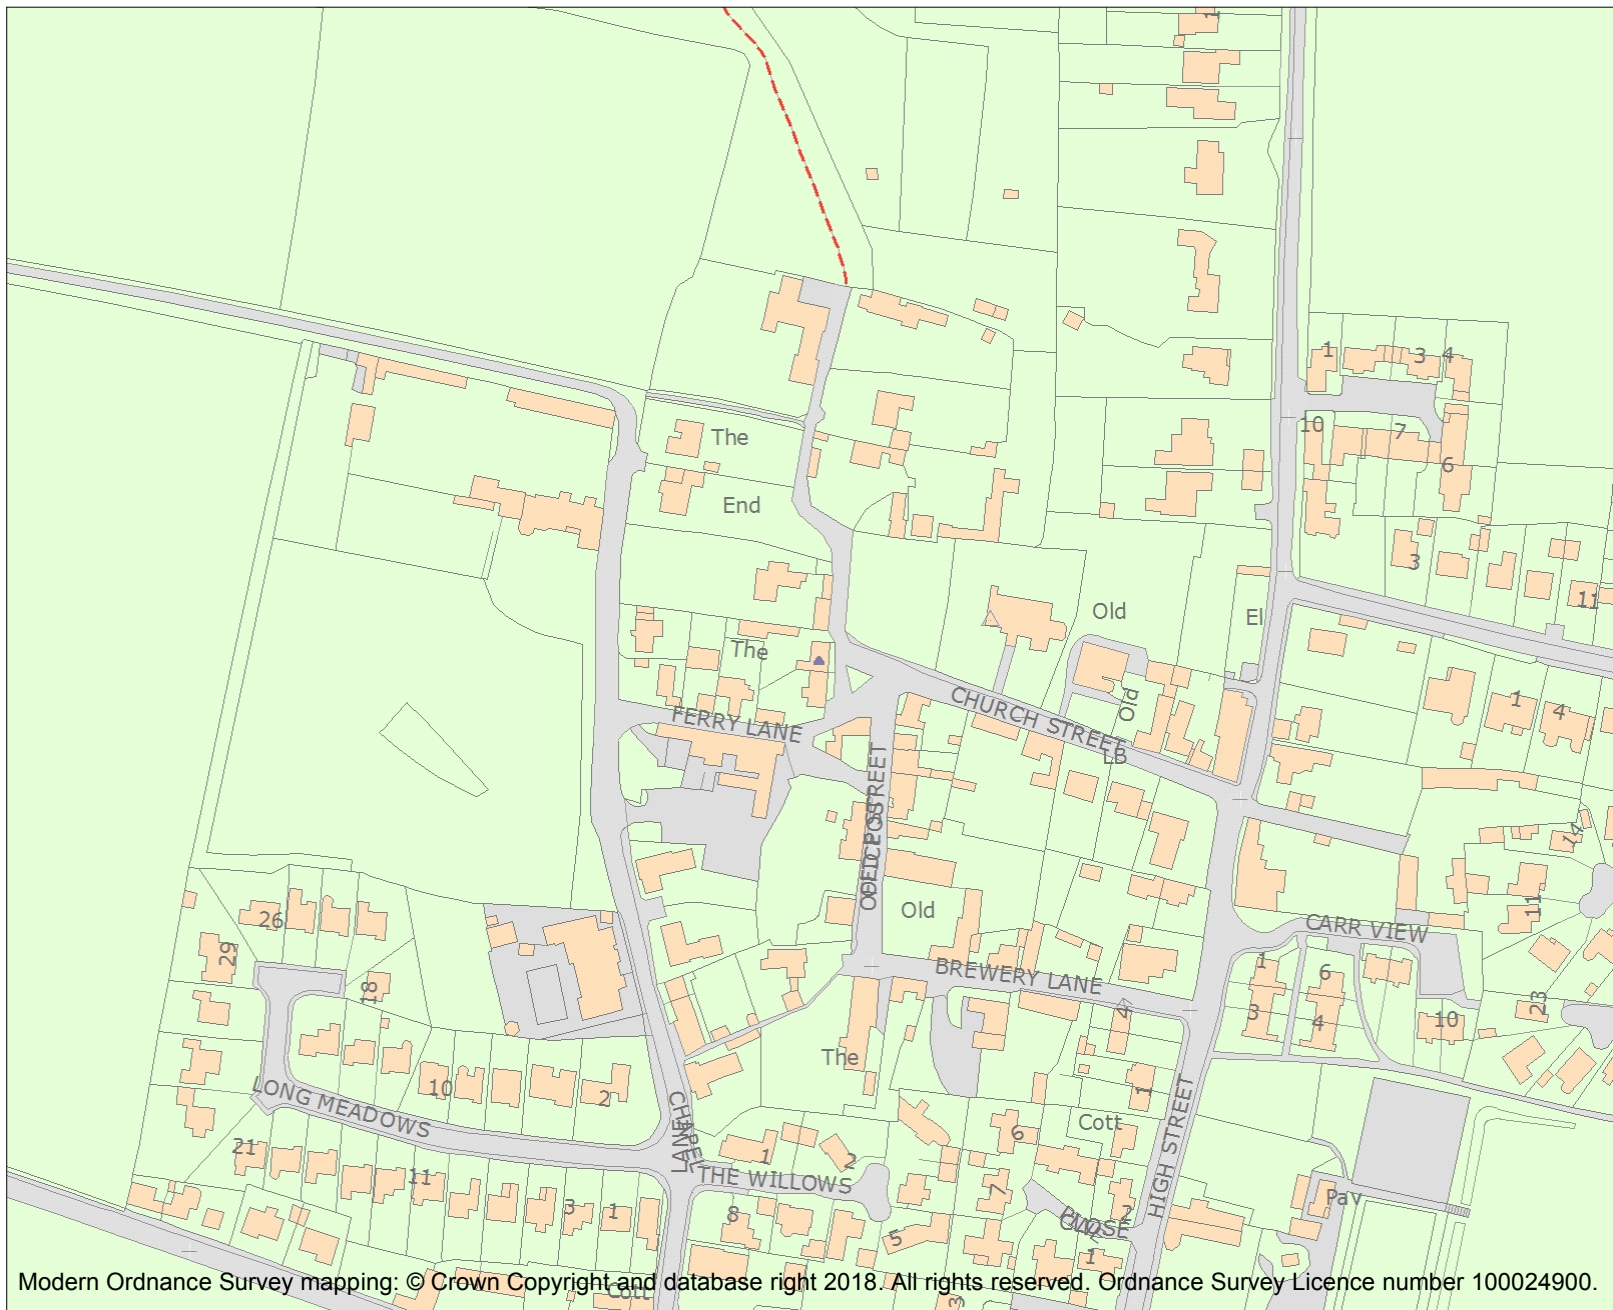 1
1
3
4
The
10
7
6
End
3
11
Old
El
The
CHURCH STREET
Old
1
4
FERRY LANE
LB
OLD POST
OFFICE STREET
14
Old
26
11
CARR VIEW
29
BREWERY LANE
1
6
18
23
4
3
4
10
The
10
2
LONG MEADOWS
1
CHAPEL
LANE
Cott
HIGH STREET
6
21
1
2
11
THE WILLOWS
7
Pav
3
1
8
2
CLOSE
5
1
Modern Ordnance Survey mapping: © Crown Copyright and database right 2018. All rights reserved. Ordnance Survey Licence number 100024900.
Cott
3